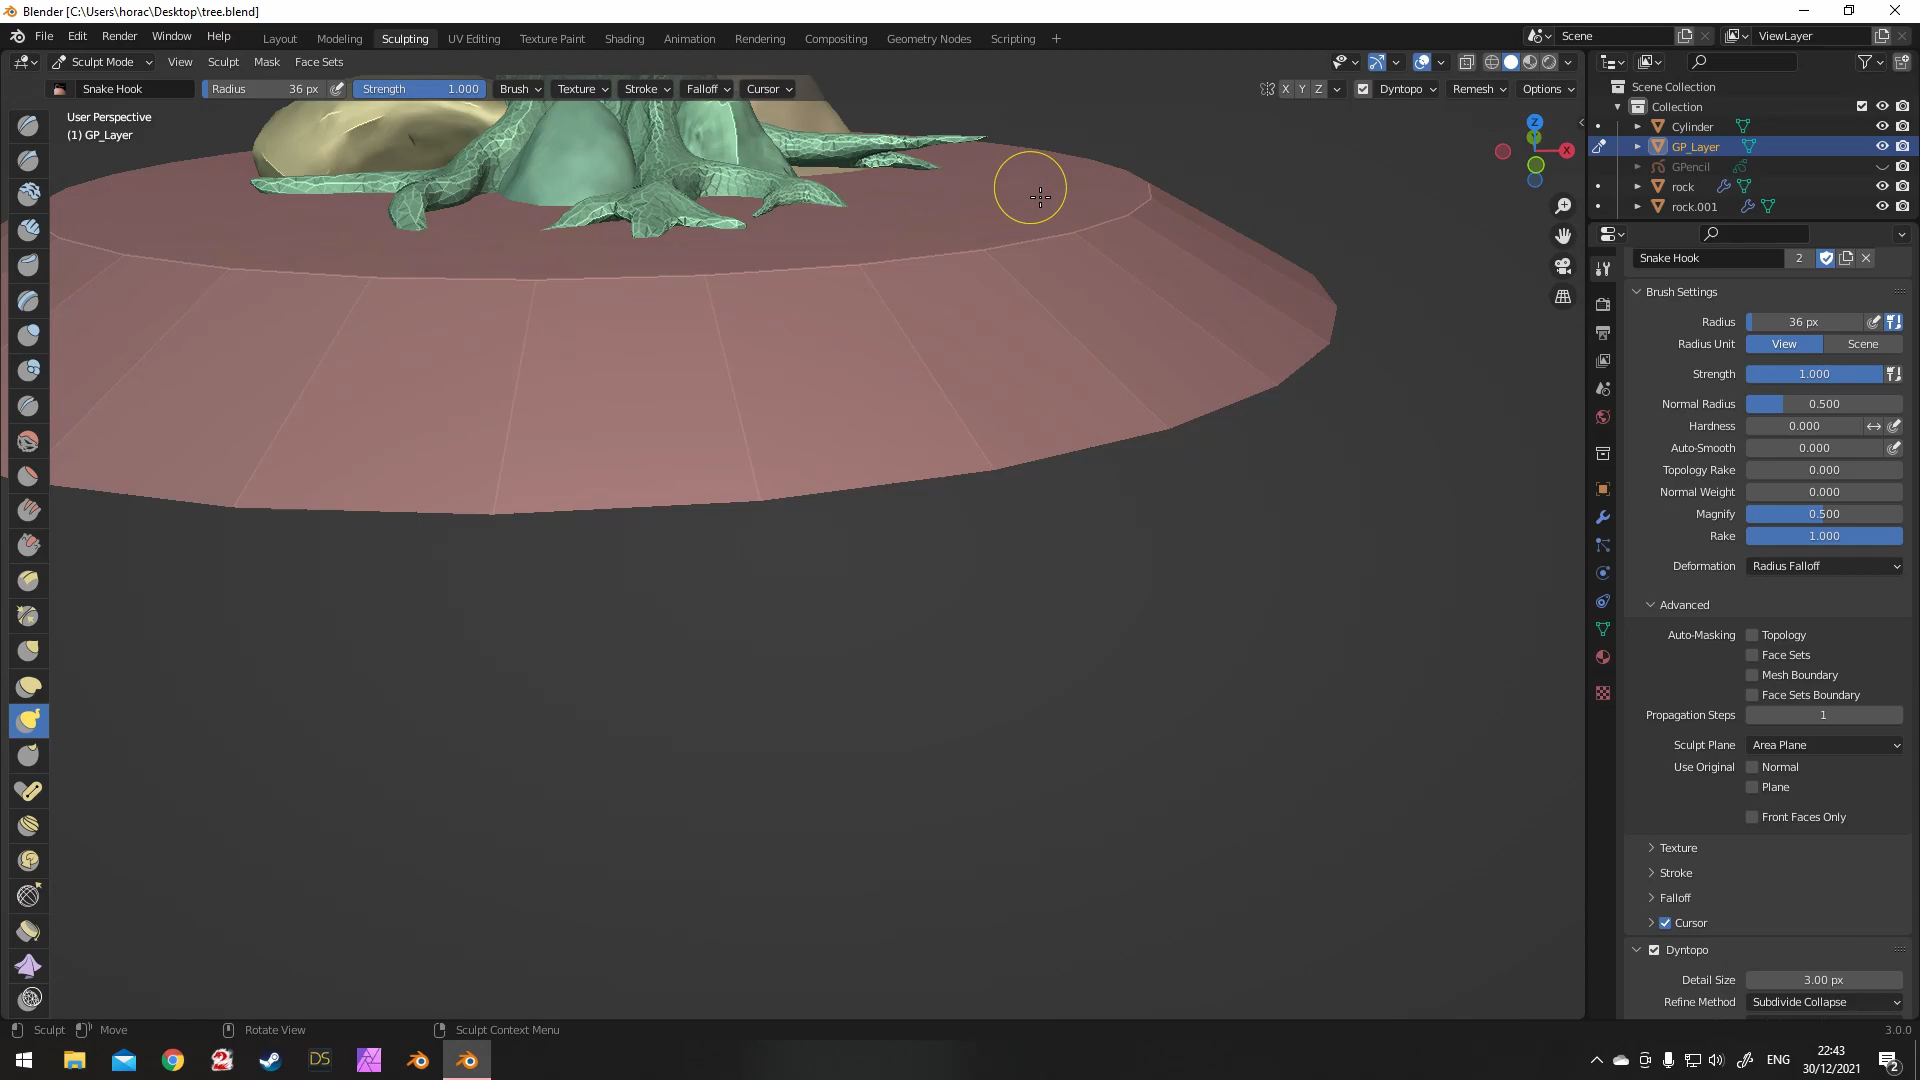 Blender [C:\Users\horac\Desktop\tree.blend]
File Edit Render Window Help
Layout Modeling Sculpting UV Editing Texture Paint Shading Animation Rendering Compositing Geometry Nodes Scripting +
Scene ViewLayer
Sculpt Mode View Sculpt Mask Face Sets
Snake Hook Radius 36 px Strength 1.000 Brush Texture Stroke Falloff Cursor X Y Z Dyntopo Remesh Options
User Perspective
(1) GP_Layer
Z
X
Scene Collection
Collection
Cylinder
GP_Layer
GPencil
rock
rock.001
Snake Hook 2
Brush Settings
Radius 36 px
Radius Unit View Scene
Strength 1.000
Normal Radius 0.500
Hardness 0.000
Auto-Smooth 0.000
Topology Rake 0.000
Normal Weight 0.000
Magnify 0.500
Rake 1.000
Deformation Radius Falloff
Advanced
Auto-Masking Topology
Face Sets
Mesh Boundary
Face Sets Boundary
Propagation Steps 1
Sculpt Plane Area Plane
Use Original Normal
Plane
Front Faces Only
Texture
Stroke
Falloff
Cursor
Dyntopo
Detail Size 3.00 px
Refine Method Subdivide Collapse
Sculpt Move Rotate View Sculpt Context Menu 3.0.0
DS
ENG
22:43
30/12/2021
2